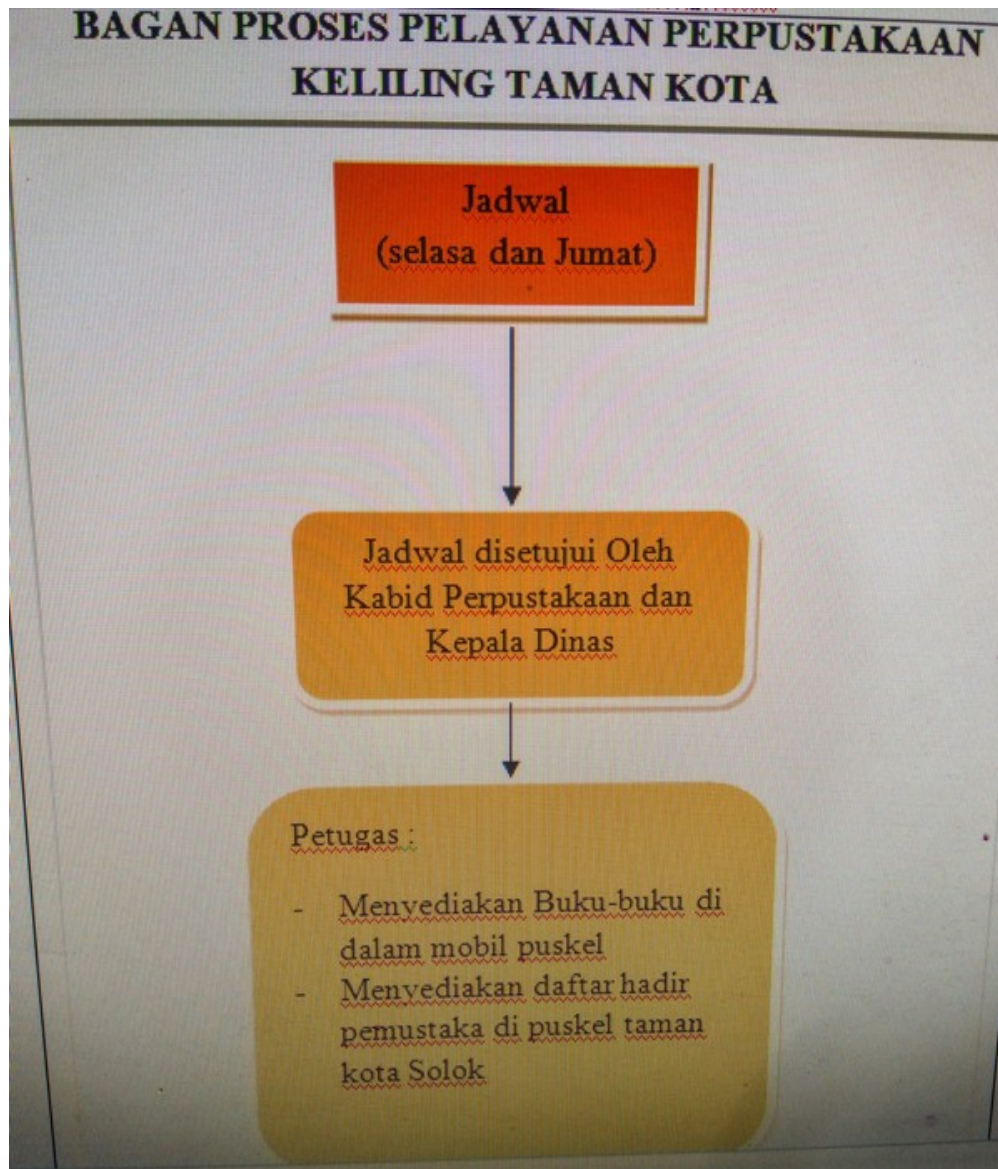 BAGAN PROSES PELAYANAN PERPUSTAKAAN
KELILING TAMAN KOTA
Jadwal
(selasa dan Jumat)
Jadwal disetujui Oleh
Kabid Perpustakaan dan
Kepala Dinas
Petugas :
- Menyediakan Buku-buku di
dalam mobil puskel
- Menyediakan daftar hadir
pemustaka di puskel taman
kota Solok